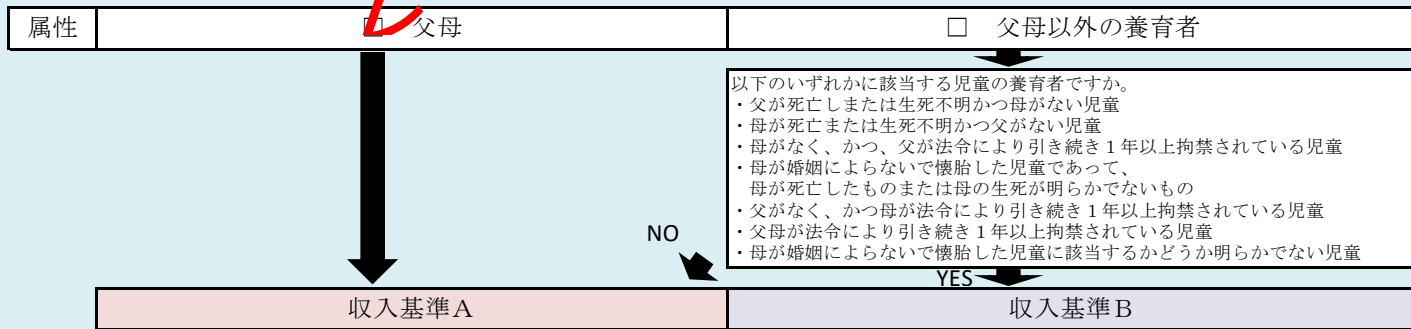 属性
□ 父母
□ 父母以外の養育者
以下のいずれかに該当する児童の養育者ですか。
・父が死亡しまたは生死不明かつ母がない児童
・母が死亡または生死不明かつ父がない児童
・母がなく、かつ、父が法令により引き続き１年以上拘禁されている児童
・母が婚姻によらないで懐胎した児童であって、
母が死亡したものまたは母の生死が明らかでないもの
・父がなく、かつ母が法令により引き続き１年以上拘禁されている児童
・父母が法令により引き続き１年以上拘禁されている児童
・母が婚姻によらないで懐胎した児童に該当するかどうか明らかでない児童
NO
YES
収入基準A
収入基準B